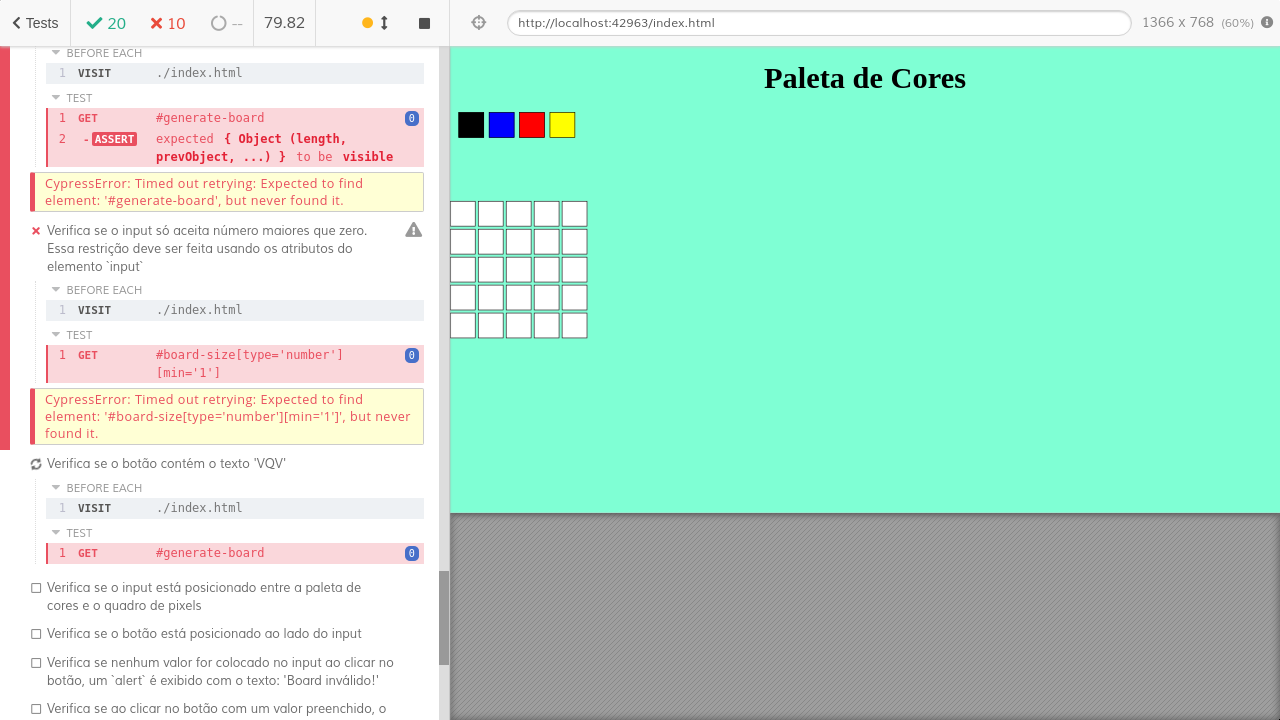 Tests
20
10
--
79.82
http://localhost:42963/index.html
1366 x 768 (60%)
BEFORE EACH
1 VISIT ./index.html
TEST
1 GET #generate-board 0
2 -ASSERT expected { Object (length,
prevObject, ...) } to be visible
CypressError: Timed out retrying: Expected to find
element: '#generate-board', but never found it.
Verifica se o input só aceita número maiores que zero.
Essa restrição deve ser feita usando os atributos do
elemento `input`
BEFORE EACH
1 VISIT ./index.html
TEST
1 GET #board-size[type='number'] 0
[min='1']
CypressError: Timed out retrying: Expected to find
element: '#board-size[type='number'][min='1']', but never
found it.
Verifica se o botão contém o texto 'VQV'
BEFORE EACH
1 VISIT ./index.html
TEST
1 GET #generate-board 0
Verifica se o input está posicionado entre a paleta de
cores e o quadro de pixels
Verifica se o botão está posicionado ao lado do input
Verifica se nenhum valor for colocado no input ao clicar no
botão, um `alert` é exibido com o texto: 'Board inválido!'
Verifica se ao clicar no botão com um valor preenchido, o
Paleta de Cores